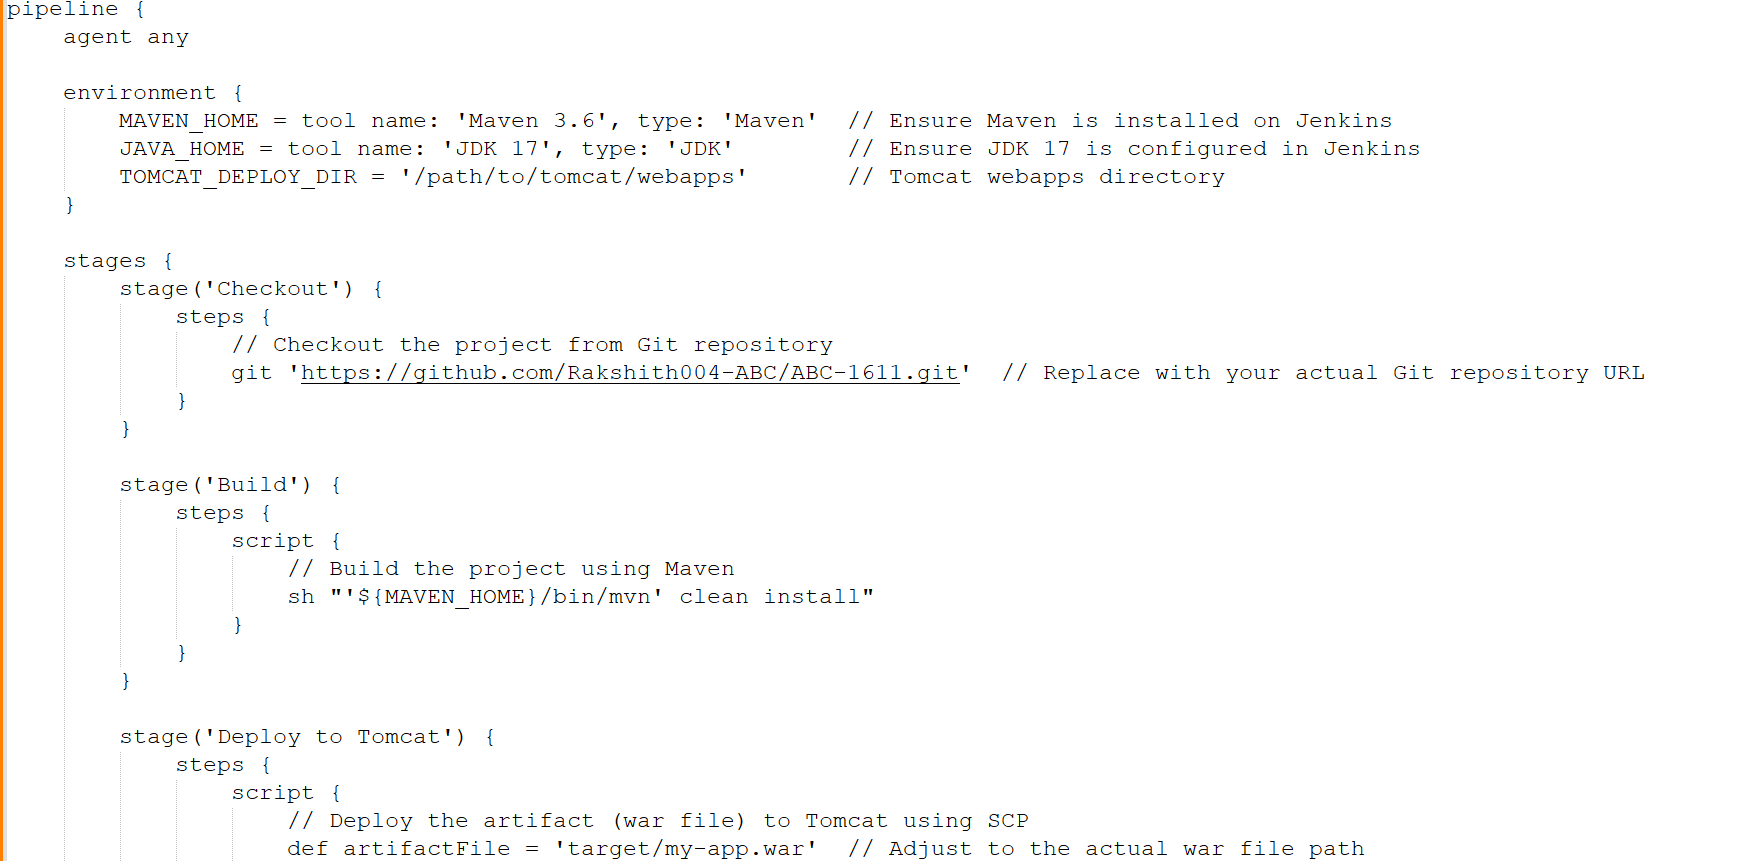 pipeline {
    agent any

    environment {
        MAVEN_HOME = tool name: 'Maven 3.6', type: 'Maven'  // Ensure Maven is installed on Jenkins
        JAVA_HOME = tool name: 'JDK 17', type: 'JDK'        // Ensure JDK 17 is configured in Jenkins
        TOMCAT_DEPLOY_DIR = '/path/to/tomcat/webapps'       // Tomcat webapps directory
    }

    stages {
        stage('Checkout') {
            steps {
                // Checkout the project from Git repository
                git 'https://github.com/Rakshith004-ABC/ABC-1611.git'  // Replace with your actual Git repository URL
            }
        }

        stage('Build') {
            steps {
                script {
                    // Build the project using Maven
                    sh "'${MAVEN_HOME}/bin/mvn' clean install"
                }
            }
        }

        stage('Deploy to Tomcat') {
            steps {
                script {
                    // Deploy the artifact (war file) to Tomcat using SCP
                    def artifactFile = 'target/my-app.war'  // Adjust to the actual war file path